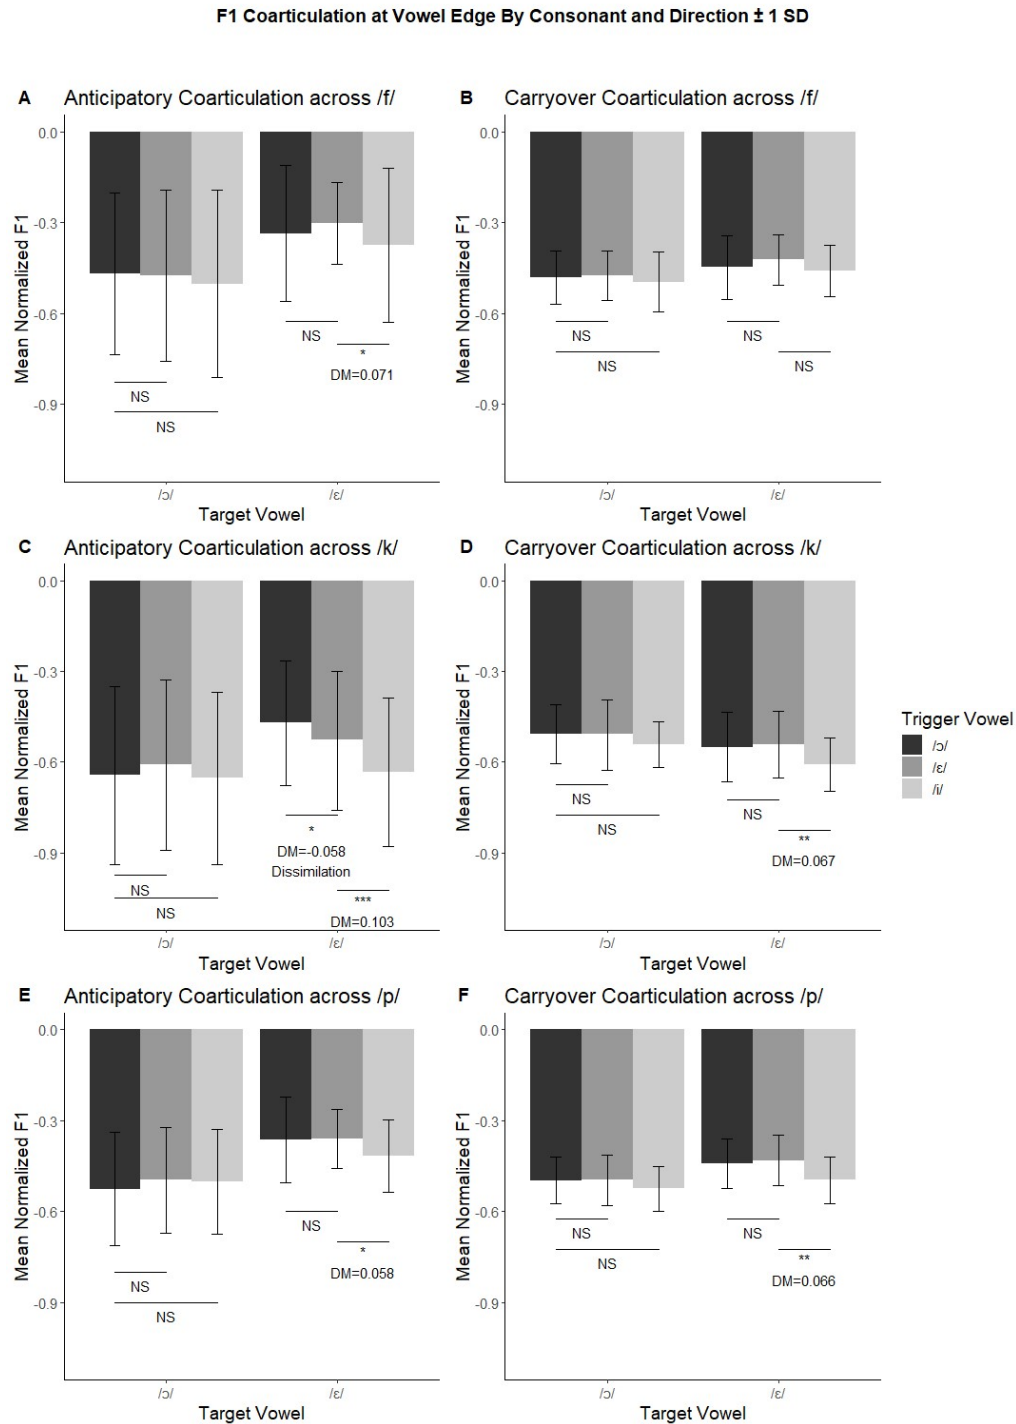 F1 Coarticulation at Vowel Edge By Consonant and Direction ± 1 SD
A Anticipatory Coarticulation across /f/
Mean Normalized F1
0.0
-0.3
-0.6
-0.9
NS
NS
NS
*
DM=0.071
/ɔ/ /ɛ/
Target Vowel
B Carryover Coarticulation across /f/
Mean Normalized F1
0.0
-0.3
-0.6
-0.9
NS
NS
NS
NS
/ɔ/ /ɛ/
Target Vowel
C Anticipatory Coarticulation across /k/
Mean Normalized F1
0.0
-0.3
-0.6
-0.9
NS
NS
*
DM=-0.058
Dissimilation
***
DM=0.103
/ɔ/ /ɛ/
Target Vowel
D Carryover Coarticulation across /k/
Mean Normalized F1
0.0
-0.3
-0.6
-0.9
NS
NS
NS
**
DM=0.067
/ɔ/ /ɛ/
Target Vowel
Trigger Vowel
/ɔ/
/ɛ/
/i/
E Anticipatory Coarticulation across /p/
Mean Normalized F1
0.0
-0.3
-0.6
-0.9
NS
NS
NS
*
DM=0.058
/ɔ/ /ɛ/
Target Vowel
F Carryover Coarticulation across /p/
Mean Normalized F1
0.0
-0.3
-0.6
-0.9
NS
NS
NS
**
DM=0.066
/ɔ/ /ɛ/
Target Vowel